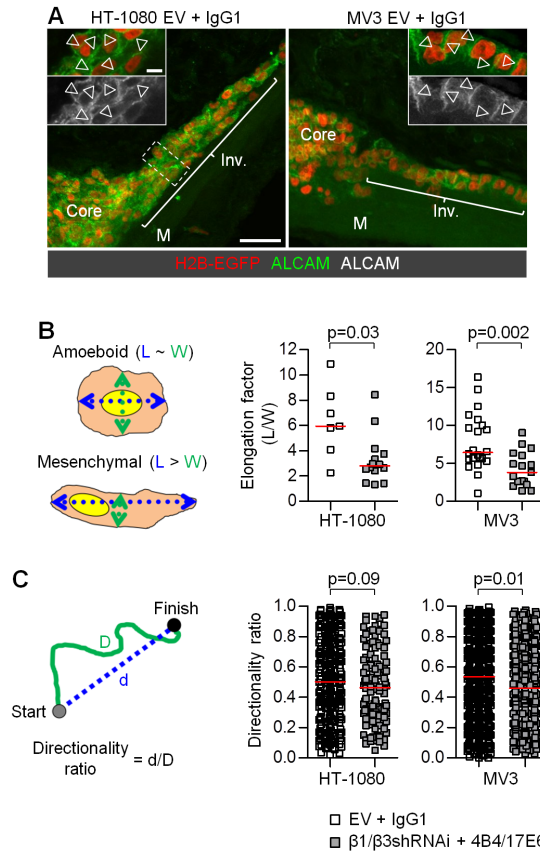 A HT-1080 EV + IgG1 MV3 EV + IgG1
Core Inv. M Core Inv. M
H2B-EGFP ALCAM ALCAM
B
Amoeboid (L ~ W)
Mesenchymal (L > W)
Elongation factor
(L/W)
p=0.03
12
10
8
6
4
2
0
HT-1080
p=0.002
20
15
10
5
0
MV3
C
Start
D
d
Finish
Directionality
ratio = d/D
Directionality ratio
p=0.09
1.0
0.8
0.6
0.4
0.2
0.0
HT-1080
p=0.01
1.0
0.8
0.6
0.4
0.2
0.0
MV3
EV + IgG1
β1/β3shRNAi + 4B4/17E6